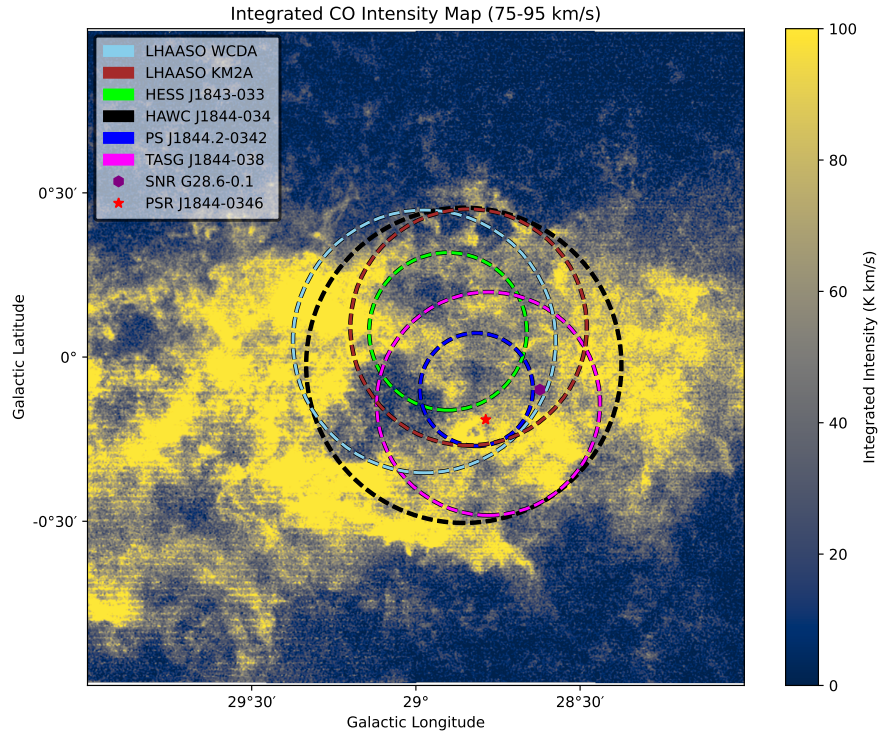 Integrated CO Intensity Map (75-95 km/s)
LHAASO WCDA
LHAASO KM2A
HESS J1843-033
HAWC J1844-034
PS J1844.2-0342
TASG J1844-038
SNR G28.6-0.1
PSR J1844-0346
0°30′
0°
-0°30′
Galactic Latitude
29°30′
29°
28°30′
Galactic Longitude
100
80
60
40
20
0
Integrated Intensity (K km/s)